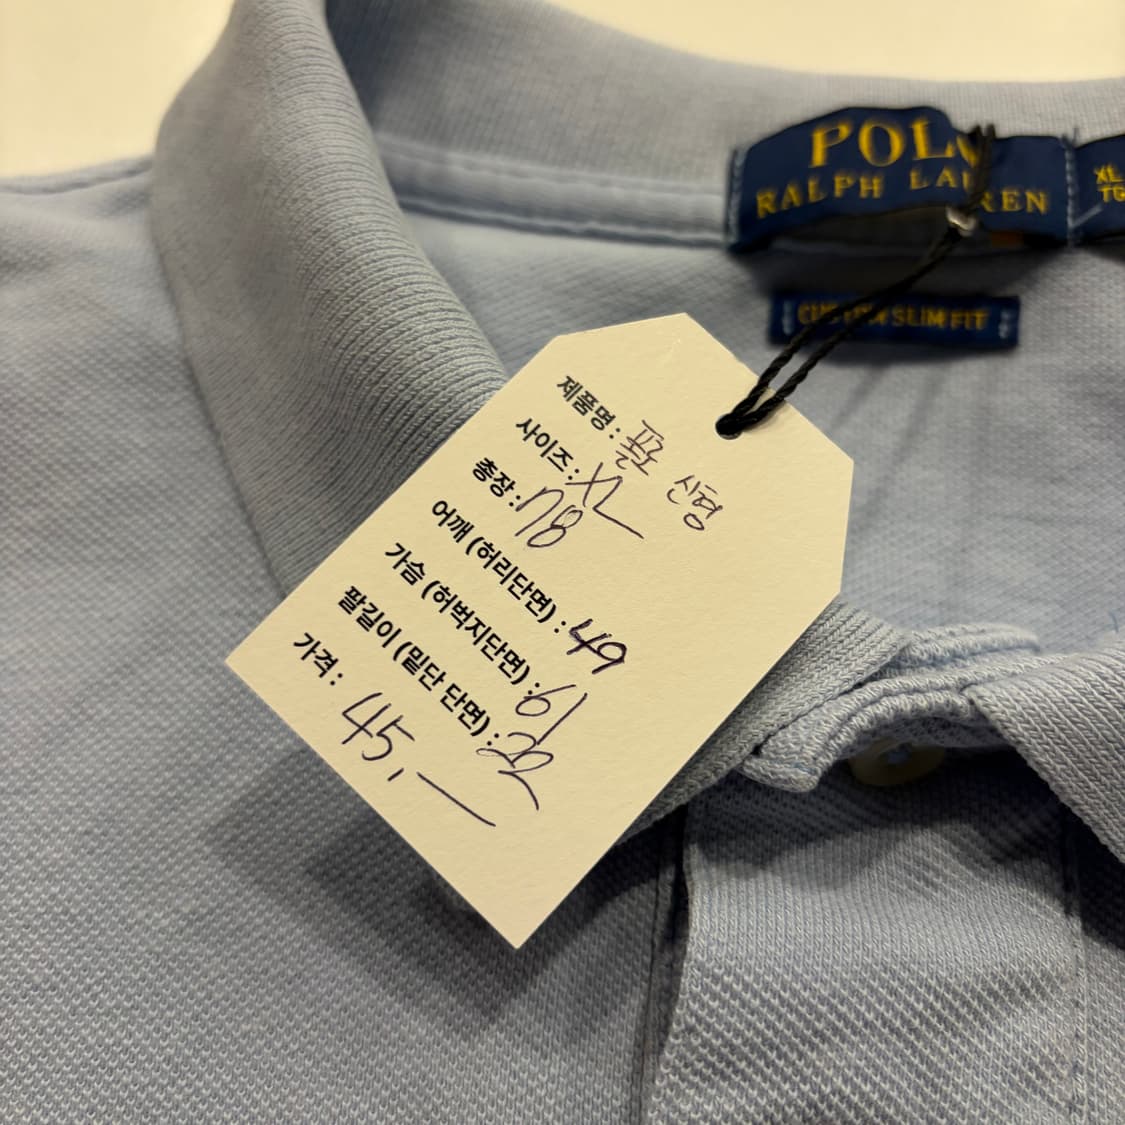 POLO
RALPH LAUREN
XL
TG
CUSTOM SLIM FIT
제품명 : 폴로 신형
사이즈 : XL
총장 : 78
어깨 (허리단면) : 49
가슴 (허벅지단면) :
팔길이 (밑단 단면) :
가격 : 45,—